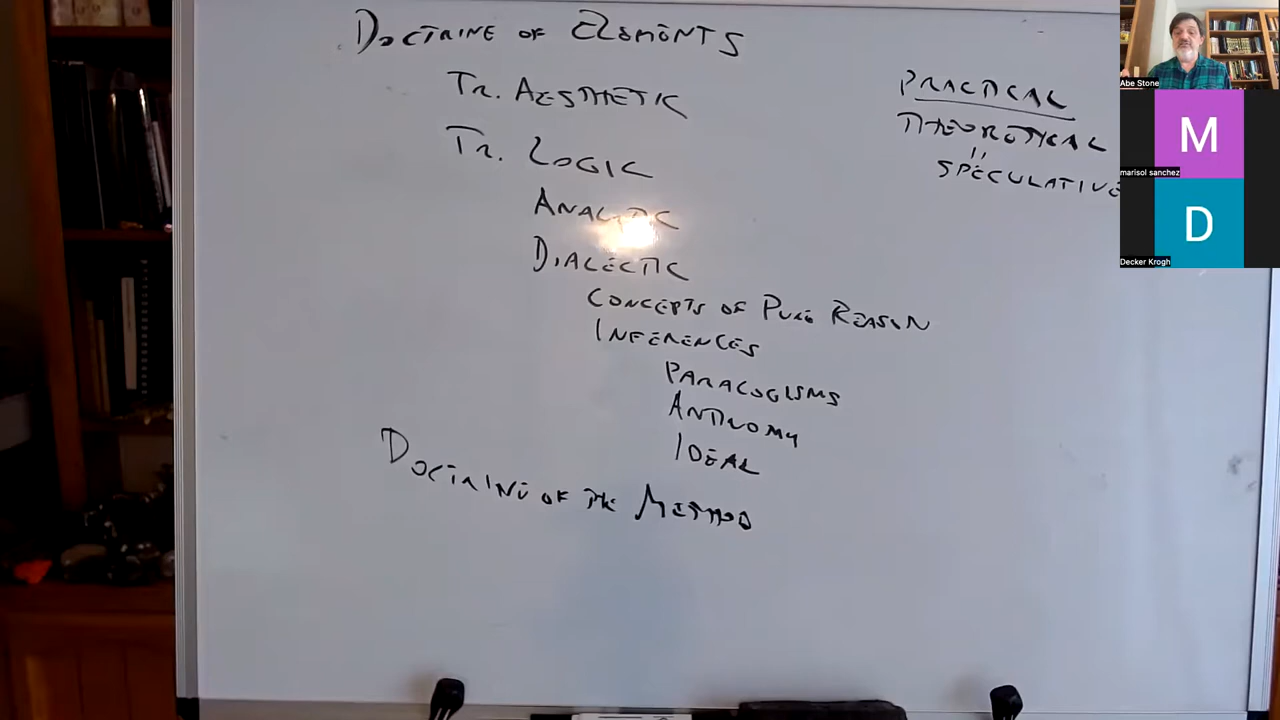 DOCTRINE OF ELEMENTS
TR. AESTHETIC
TR. LOGIC
ANALYTIC
DIALECTIC
CONCEPTS OF PURE REASON
INFERENCES
PARALOGISMS
ANTINOMY
IDEAL
DOCTRINE OF THE METHOD
PRACTICAL
THEORETICAL
"
SPECULATIVE
Abe Stone
M
marisol sanchez
D
Decker Krogh